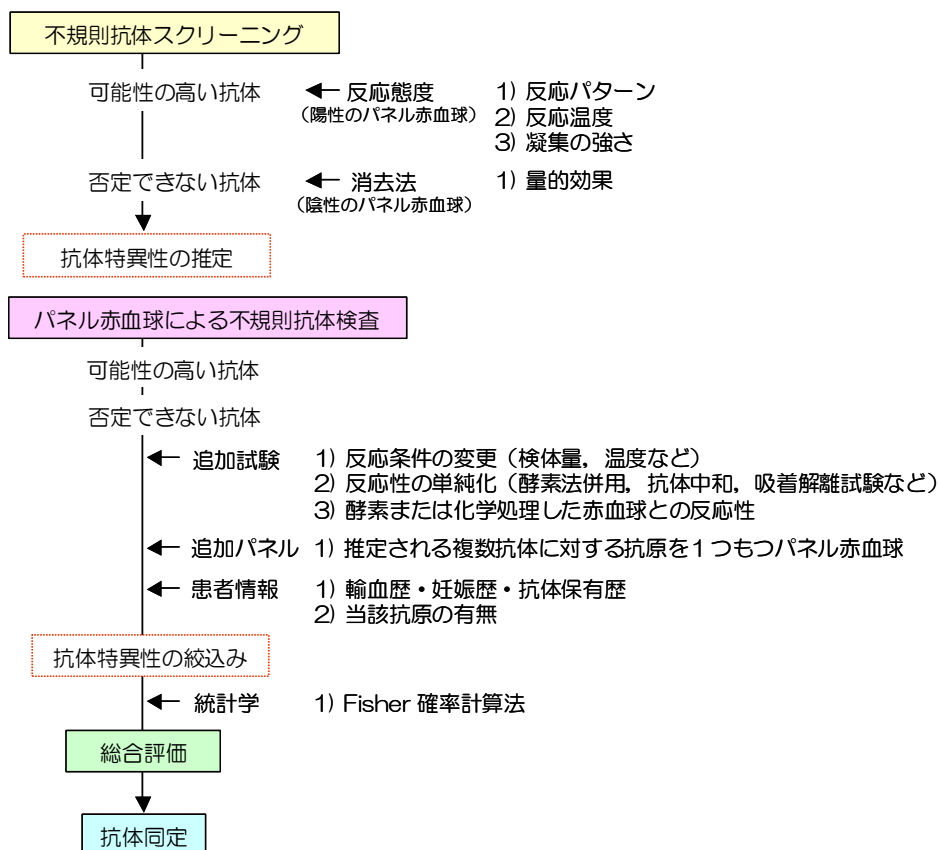 不規則抗体スクリーニング
可能性の高い抗体 反応態度 1) 反応パターン
(陽性のパネル赤血球) 2) 反応温度
3) 凝集の強さ
否定できない抗体 消去法 1) 量的効果
(陰性のパネル赤血球)
抗体特異性の推定
パネル赤血球による不規則抗体検査
可能性の高い抗体
否定できない抗体
追加試験 1) 反応条件の変更(検体量,温度など)
2) 反応性の単純化(酵素法併用,抗体中和,吸着解離試験など)
3) 酵素または化学処理した赤血球との反応性
追加パネル 1) 推定される複数抗体に対する抗原を1つもつパネル赤血球
患者情報 1) 輸血歴・妊娠歴・抗体保有歴
2) 当該抗原の有無
抗体特異性の絞込み
統計学 1) Fisher 確率計算法
総合評価
抗体同定